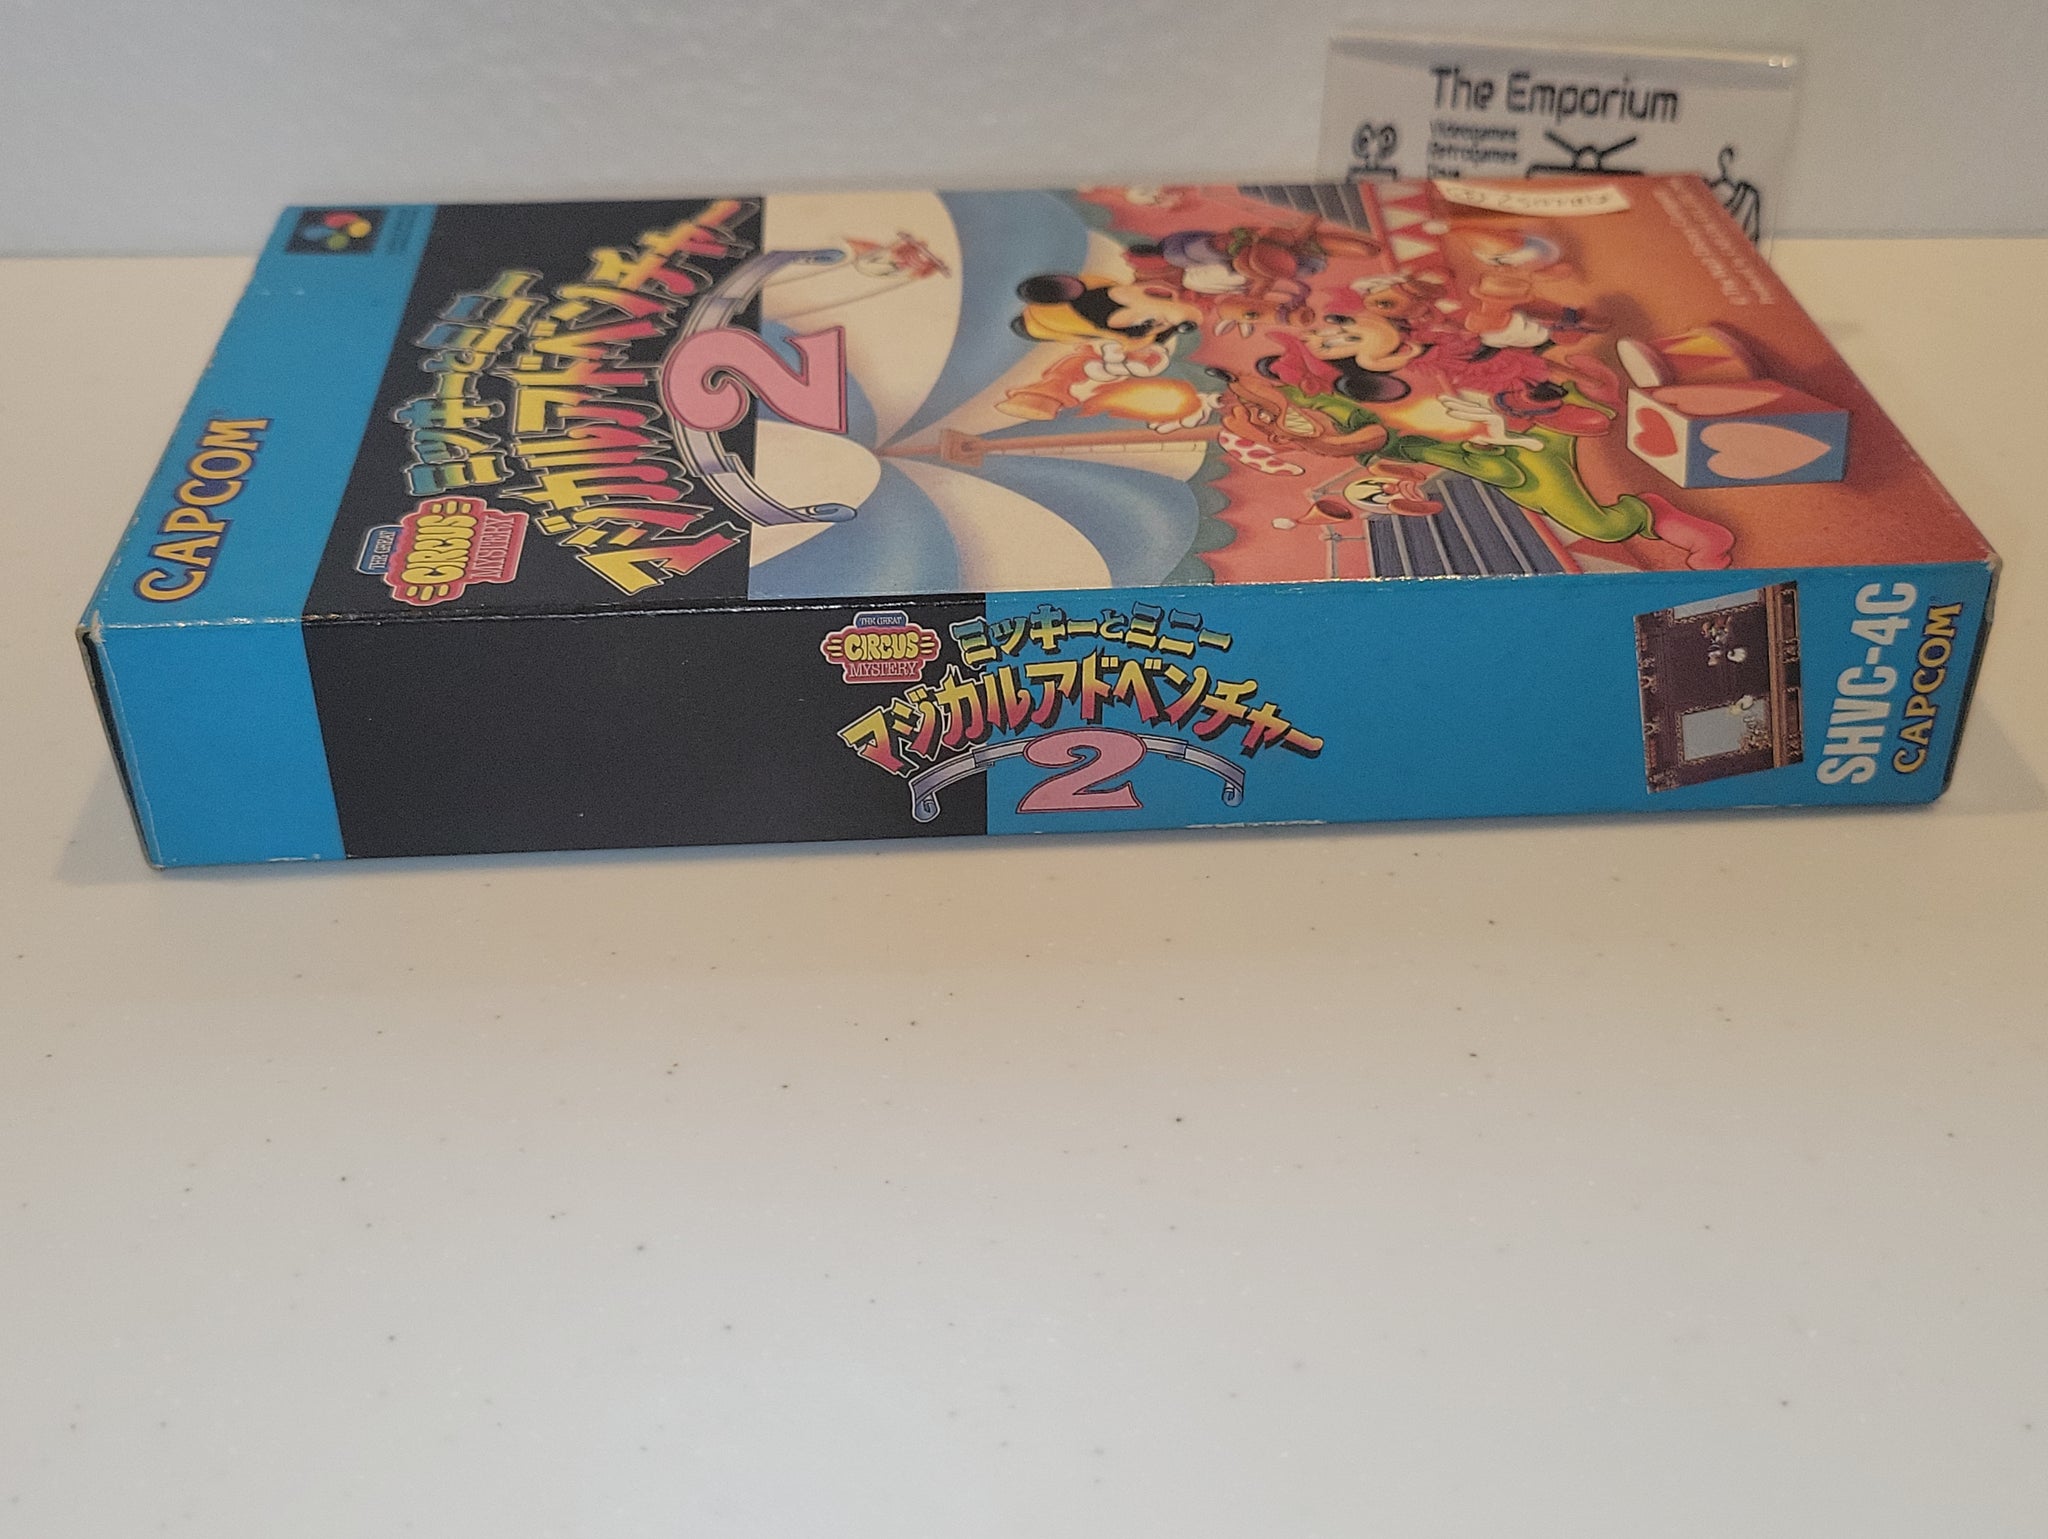 The Emporium
Videogames
Retrogames
CAPCOM
THE GREAT
CIRCUS
MYSTERY
ミッキーとミニー
マジカルアドベンチャー
2
THE GREAT
CIRCUS
MYSTERY
ミッキーとミニー
マジカルアドベンチャー
2
SHVC-4C
CAPCOM